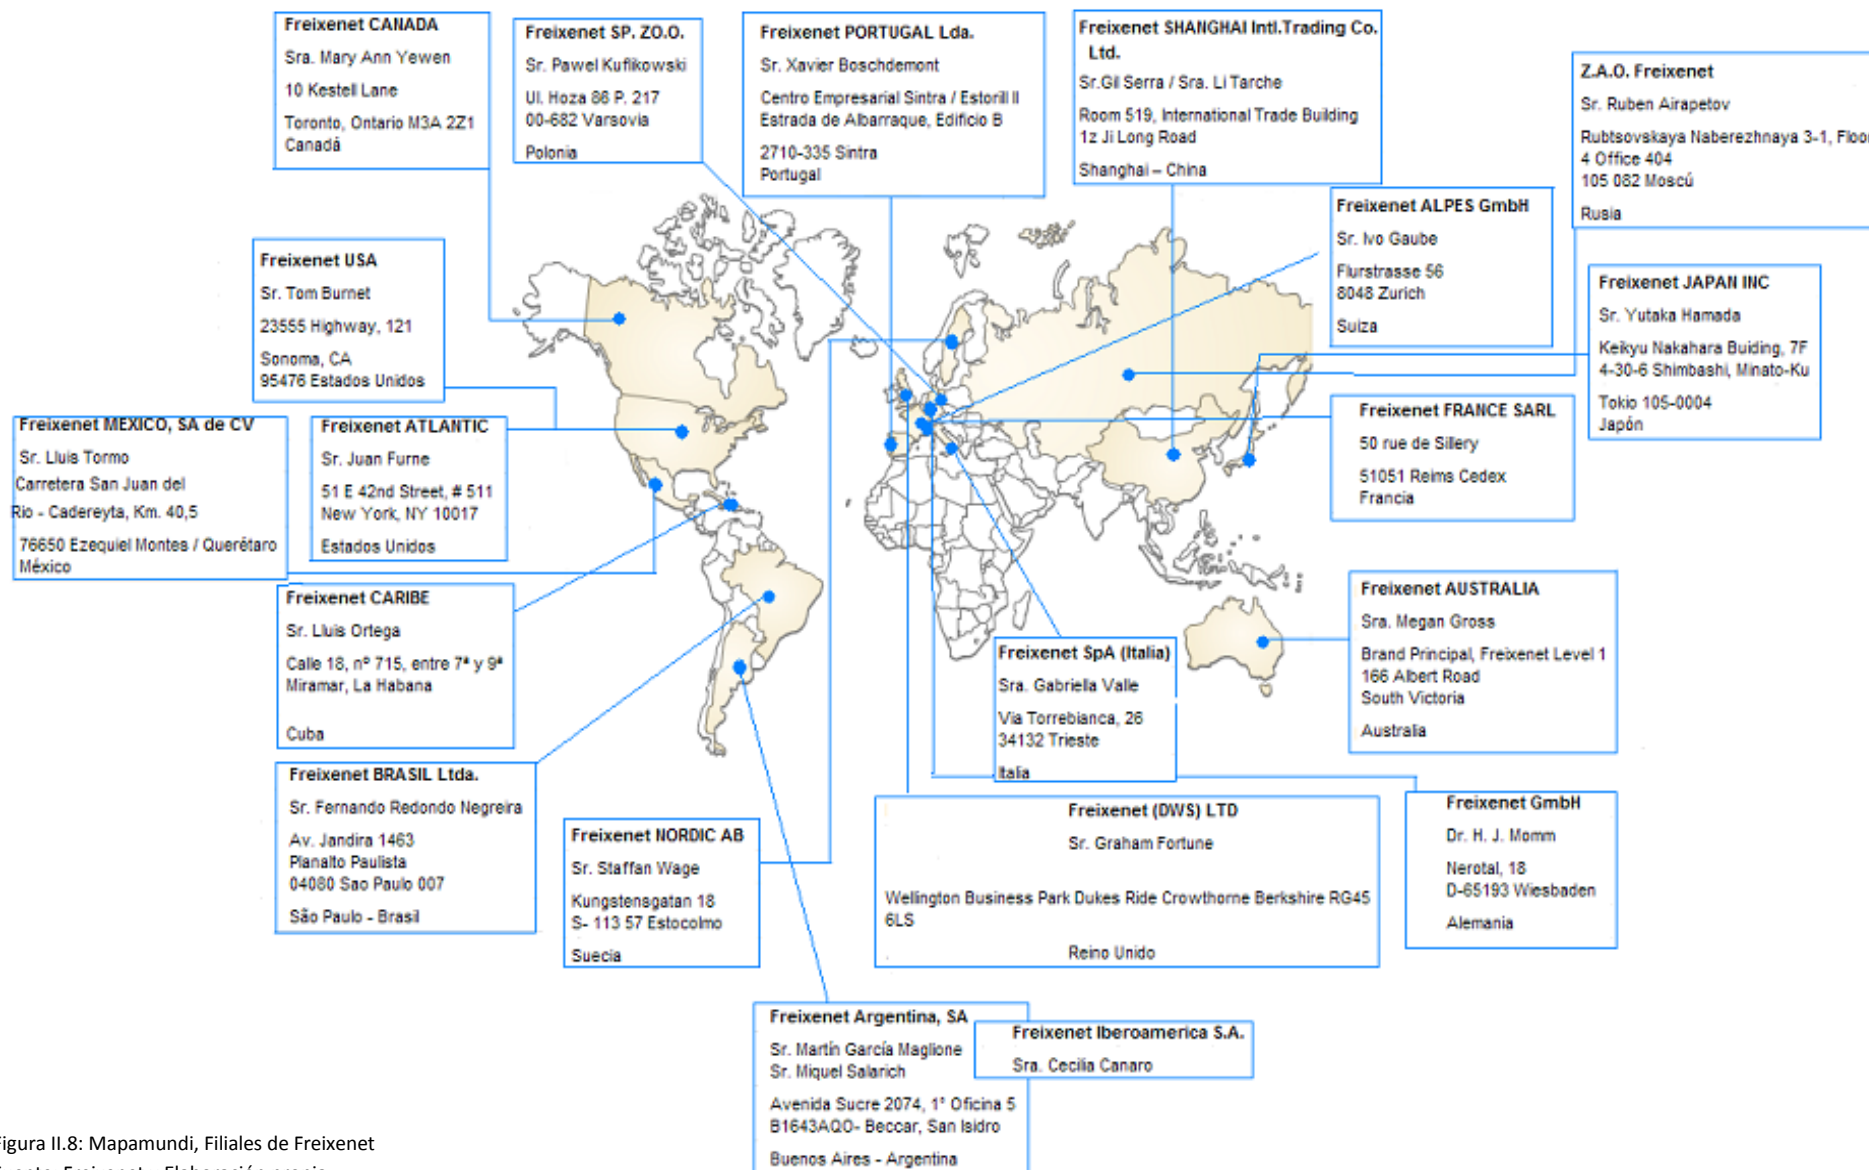 Freixenet CANADA
Sra. Mary Ann Yewen
10 Kestell Lane
Toronto, Ontario M3A 2Z1
Canadá
Freixenet SP. ZO.O.
Sr. Pawel Kuflikowski
Ul. Hoza 86 P. 217
00-682 Varsovia
Polonia
Freixenet PORTUGAL Lda.
Sr. Xavier Boschdemont
Centro Empresarial Sintra / Estorill II
Estrada de Albarraque, Edificio B
2710-335 Sintra
Portugal
Freixenet SHANGHAI Intl.Trading Co.
Ltd.
Sr.Gil Serra / Sra. Li Tarche
Room 519, International Trade Building
1z Ji Long Road
Shanghai – China
Z.A.O. Freixenet
Sr. Ruben Airapetov
Rubtsovskaya Naberezhnaya 3-1, Floor
4 Office 404
105 082 Moscú
Rusia
Freixenet ALPES GmbH
Sr. Ivo Gaube
Flurstrasse 56
8048 Zurich
Suiza
Freixenet USA
Sr. Tom Burnet
23555 Highway, 121
Sonoma, CA
95476 Estados Unidos
Freixenet JAPAN INC
Sr. Yutaka Hamada
Keikyu Nakahara Buiding, 7F
4-30-6 Shimbashi, Minato-Ku
Tokio 105-0004
Japón
Freixenet MEXICO, SA de CV
Sr. Lluis Tormo
Carretera San Juan del
Rio - Cadereyta, Km. 40,5
76650 Ezequiel Montes / Querétaro
México
Freixenet ATLANTIC
Sr. Juan Furne
51 E 42nd Street, # 511
New York, NY 10017
Estados Unidos
Freixenet FRANCE SARL
50 rue de Sillery
51051 Reims Cedex
Francia
Freixenet CARIBE
Sr. Lluis Ortega
Calle 18, nº 715, entre 7ª y 9ª
Miramar, La Habana
Cuba
Freixenet AUSTRALIA
Sra. Megan Gross
Brand Principal, Freixenet Level 1
166 Albert Road
South Victoria
Australia
Freixenet SpA (Italia)
Sra. Gabriella Valle
Via Torrebianca, 26
34132 Trieste
Italia
Freixenet BRASIL Ltda.
Sr. Fernando Redondo Negreira
Av. Jandira 1463
Planalto Paulista
04080 Sao Paulo 007
São Paulo - Brasil
Freixenet NORDIC AB
Sr. Staffan Wage
Kungstensgatan 18
S- 113 57 Estocolmo
Suecia
Freixenet (DWS) LTD
Sr. Graham Fortune
Wellington Business Park Dukes Ride Crowthorne Berkshire RG45
6LS
Reino Unido
Freixenet GmbH
Dr. H. J. Momm
Nerotal, 18
D-65193 Wiesbaden
Alemania
Freixenet Argentina, SA
Sr. Martín García Maglione
Sr. Miquel Salarich
Avenida Sucre 2074, 1° Oficina 5
B1643AQO- Beccar, San Isidro
Buenos Aires - Argentina
Freixenet Iberoamerica S.A.
Sra. Cecilia Canaro
Figura II.8: Mapamundi, Filiales de Freixenet